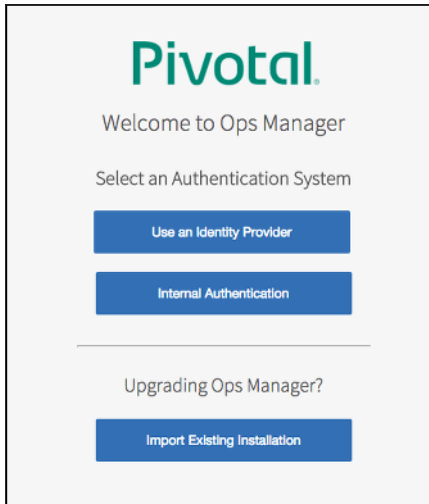 Pivotal.
Welcome to Ops Manager
Select an Authentication System
Use an Identity Provider
Internal Authentication
Upgrading Ops Manager?
Import Existing Installation